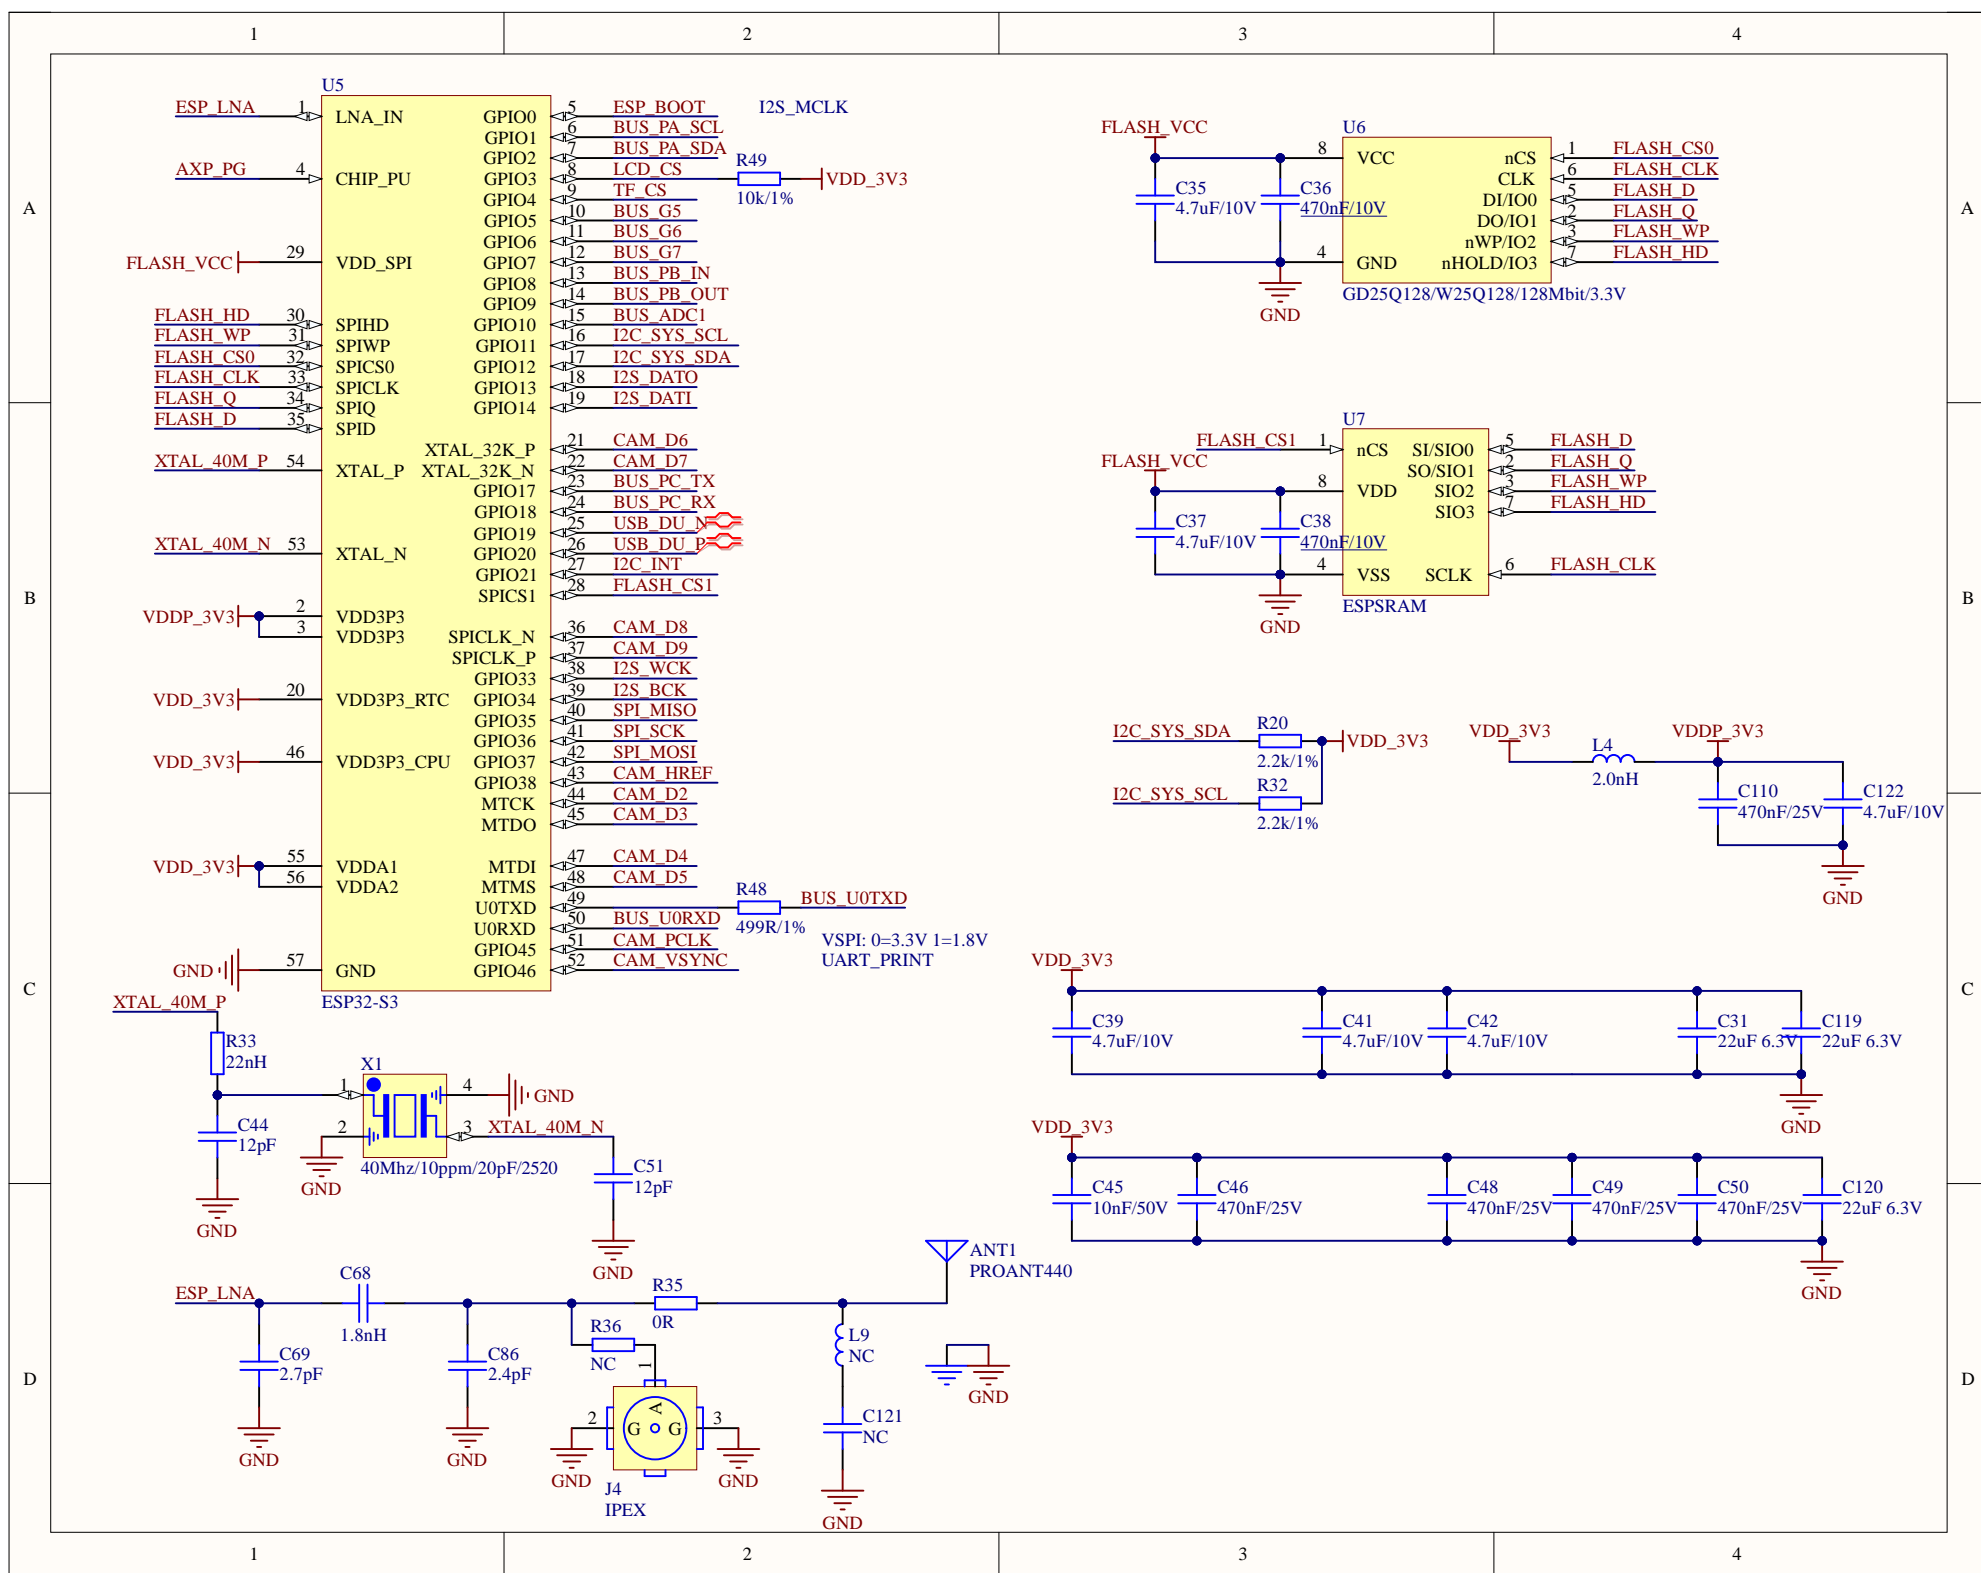 1
2
3
4
A
B
C
D
U5
ESP_LNA
1
LNA_IN
AXP_PG
4
CHIP_PU
FLASH_VCC
29
VDD_SPI
FLASH_HD
30
SPIHD
FLASH_WP
31
SPIWP
FLASH_CS0
32
SPICS0
FLASH_CLK
33
SPICLK
FLASH_Q
34
SPIQ
FLASH_D
35
SPID
XTAL_40M_P
54
XTAL_P
XTAL_40M_N
53
XTAL_N
VDDP_3V3
2
VDD3P3
3
VDD3P3
VDD_3V3
20
VDD3P3_RTC
VDD_3V3
46
VDD3P3_CPU
VDD_3V3
55
VDDA1
56
VDDA2
GND
57
GND
ESP32-S3
GPIO0
5
ESP_BOOT
I2S_MCLK
GPIO1
6
BUS_PA_SCL
GPIO2
7
BUS_PA_SDA
GPIO3
8
LCD_CS
R49
10k/1%
VDD_3V3
GPIO4
9
TF_CS
GPIO5
10
BUS_G5
GPIO6
11
BUS_G6
GPIO7
12
BUS_G7
GPIO8
13
BUS_PB_IN
GPIO9
14
BUS_PB_OUT
GPIO10
15
BUS_ADC1
GPIO11
16
I2C_SYS_SCL
GPIO12
17
I2C_SYS_SDA
GPIO13
18
I2S_DATO
GPIO14
19
I2S_DATI
XTAL_32K_P
21
CAM_D6
XTAL_32K_N
22
CAM_D7
GPIO17
23
BUS_PC_TX
GPIO18
24
BUS_PC_RX
GPIO19
25
USB_DU_N
GPIO20
26
USB_DU_P
GPIO21
27
I2C_INT
SPICS1
28
FLASH_CS1
SPICLK_N
36
CAM_D8
SPICLK_P
37
CAM_D9
GPIO33
38
I2S_WCK
GPIO34
39
I2S_BCK
GPIO35
40
SPI_MISO
GPIO36
41
SPI_SCK
GPIO37
42
SPI_MOSI
GPIO38
43
CAM_HREF
MTCK
44
CAM_D2
MTDO
45
CAM_D3
MTDI
47
CAM_D4
MTMS
48
CAM_D5
U0TXD
49
R48
499R/1%
BUS_U0TXD
U0RXD
50
BUS_U0RXD
GPIO45
51
CAM_PCLK
VSPI: 0=3.3V 1=1.8V
GPIO46
52
CAM_VSYNC
UART_PRINT
FLASH_VCC
C35
4.7uF/10V
C36
470nF/10V
GND
U6
8
VCC
4
GND
nCS
1
FLASH_CS0
CLK
6
FLASH_CLK
DI/IO0
5
FLASH_D
DO/IO1
2
FLASH_Q
nWP/IO2
3
FLASH_WP
nHOLD/IO3
7
FLASH_HD
GD25Q128/W25Q128/128Mbit/3.3V
U7
FLASH_CS1
1
nCS
FLASH_VCC
8
VDD
C37
4.7uF/10V
C38
470nF/10V
4
VSS
GND
SI/SIO0
5
FLASH_D
SO/SIO1
2
FLASH_Q
SIO2
3
FLASH_WP
SIO3
7
FLASH_HD
SCLK
6
FLASH_CLK
ESPSRAM
I2C_SYS_SDA
R20
2.2k/1%
VDD_3V3
I2C_SYS_SCL
R32
2.2k/1%
VDD_3V3
L4
2.0nH
VDDP_3V3
C110
470nF/25V
C122
4.7uF/10V
GND
VDD_3V3
C39
4.7uF/10V
C41
4.7uF/10V
C42
4.7uF/10V
C31
22uF 6.3V
C119
22uF 6.3V
GND
VDD_3V3
C45
10nF/50V
C46
470nF/25V
C48
470nF/25V
C49
470nF/25V
C50
470nF/25V
C120
22uF 6.3V
GND
XTAL_40M_P
R33
22nH
C44
12pF
GND
X1
1
2
GND
4
GND
3
XTAL_40M_N
40Mhz/10ppm/20pF/2520
C51
12pF
GND
ESP_LNA
C69
2.7pF
GND
C68
1.8nH
C86
2.4pF
GND
R35
0R
R36
NC
1
A
G
G
2
GND
3
GND
J4
IPEX
L9
NC
C121
NC
GND
ANT1
PROANT440
GND
A
B
C
D
1
2
3
4